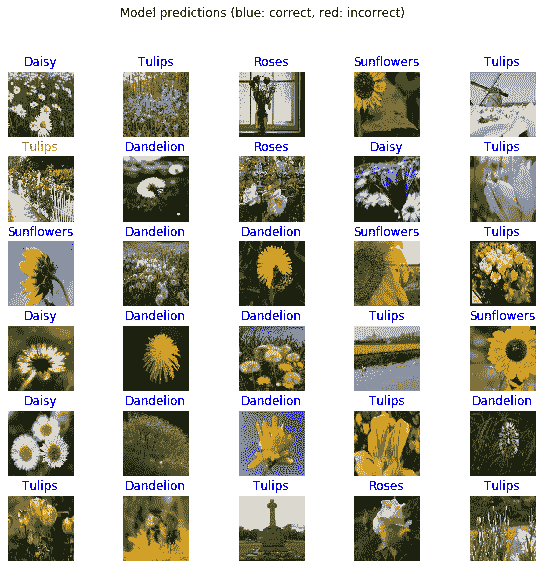 Model predictions (blue: correct, red: incorrect)
Daisy Tulips Roses Sunflowers Tulips
Tulips Dandelion Roses Daisy Tulips
Sunflowers Dandelion Dandelion Sunflowers Tulips
Daisy Dandelion Dandelion Tulips Sunflowers
Daisy Dandelion Dandelion Tulips Dandelion
Tulips Dandelion Tulips Roses Tulips